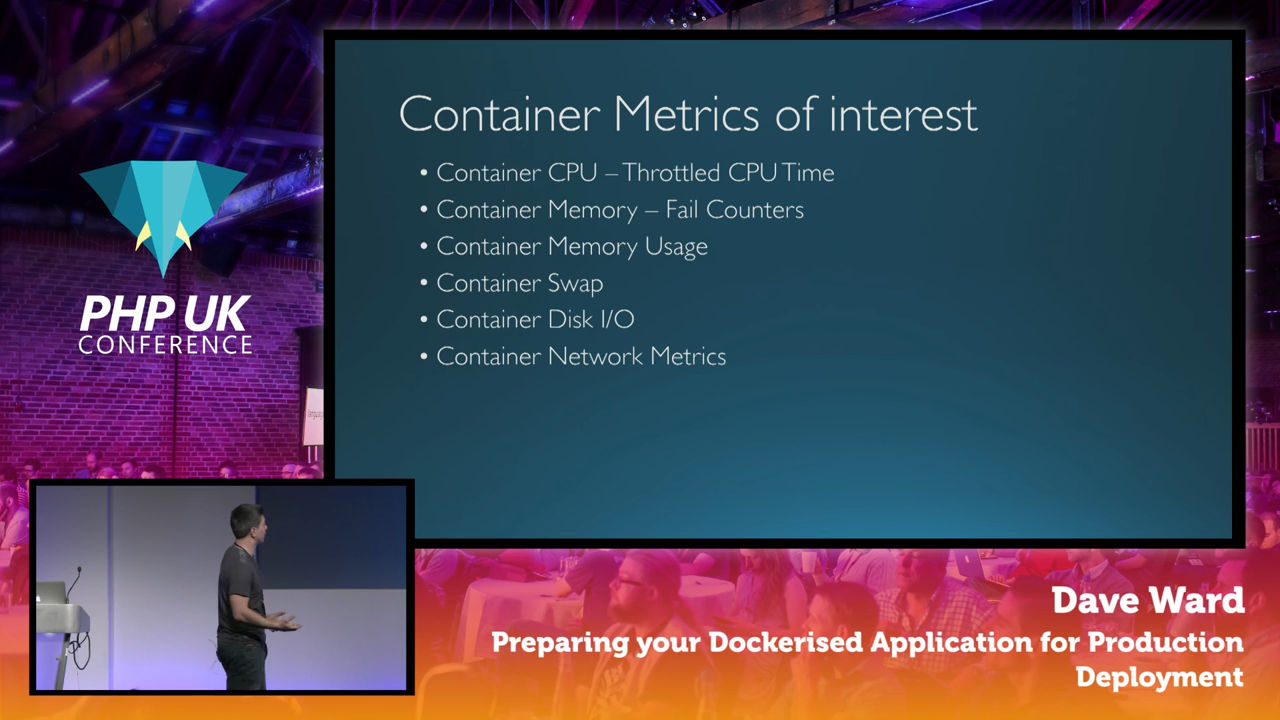 Container Metrics of interest
• Container CPU – Throttled CPU Time
• Container Memory – Fail Counters
• Container Memory Usage
• Container Swap
• Container Disk I/O
• Container Network Metrics
PHP UK
CONFERENCE
Dave Ward
Preparing your Dockerised Application for Production
Deployment